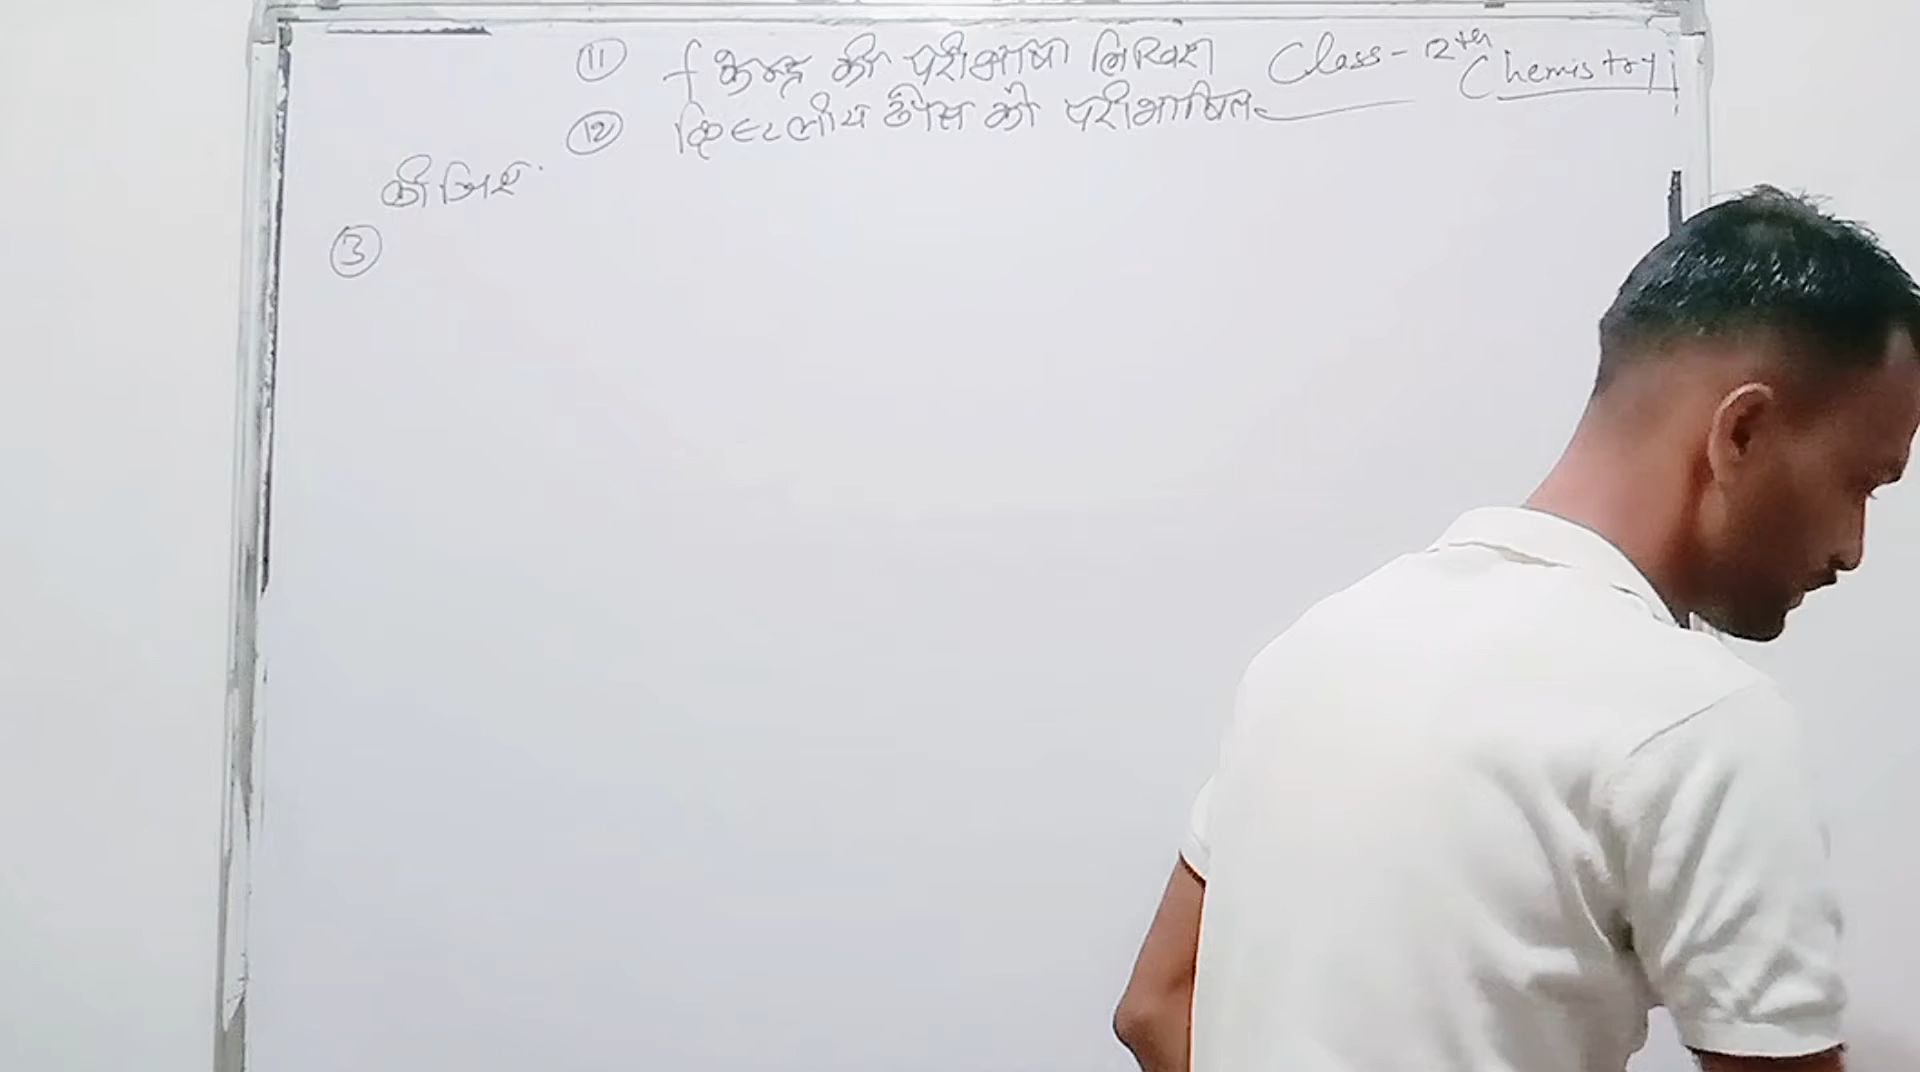 ⑪ f केन्द्र की परीभाषा लिखिए Class - 12th Chemistry
⑫ क्रिस्टलीय ठोस को परीभाषित
कीजिए.
③